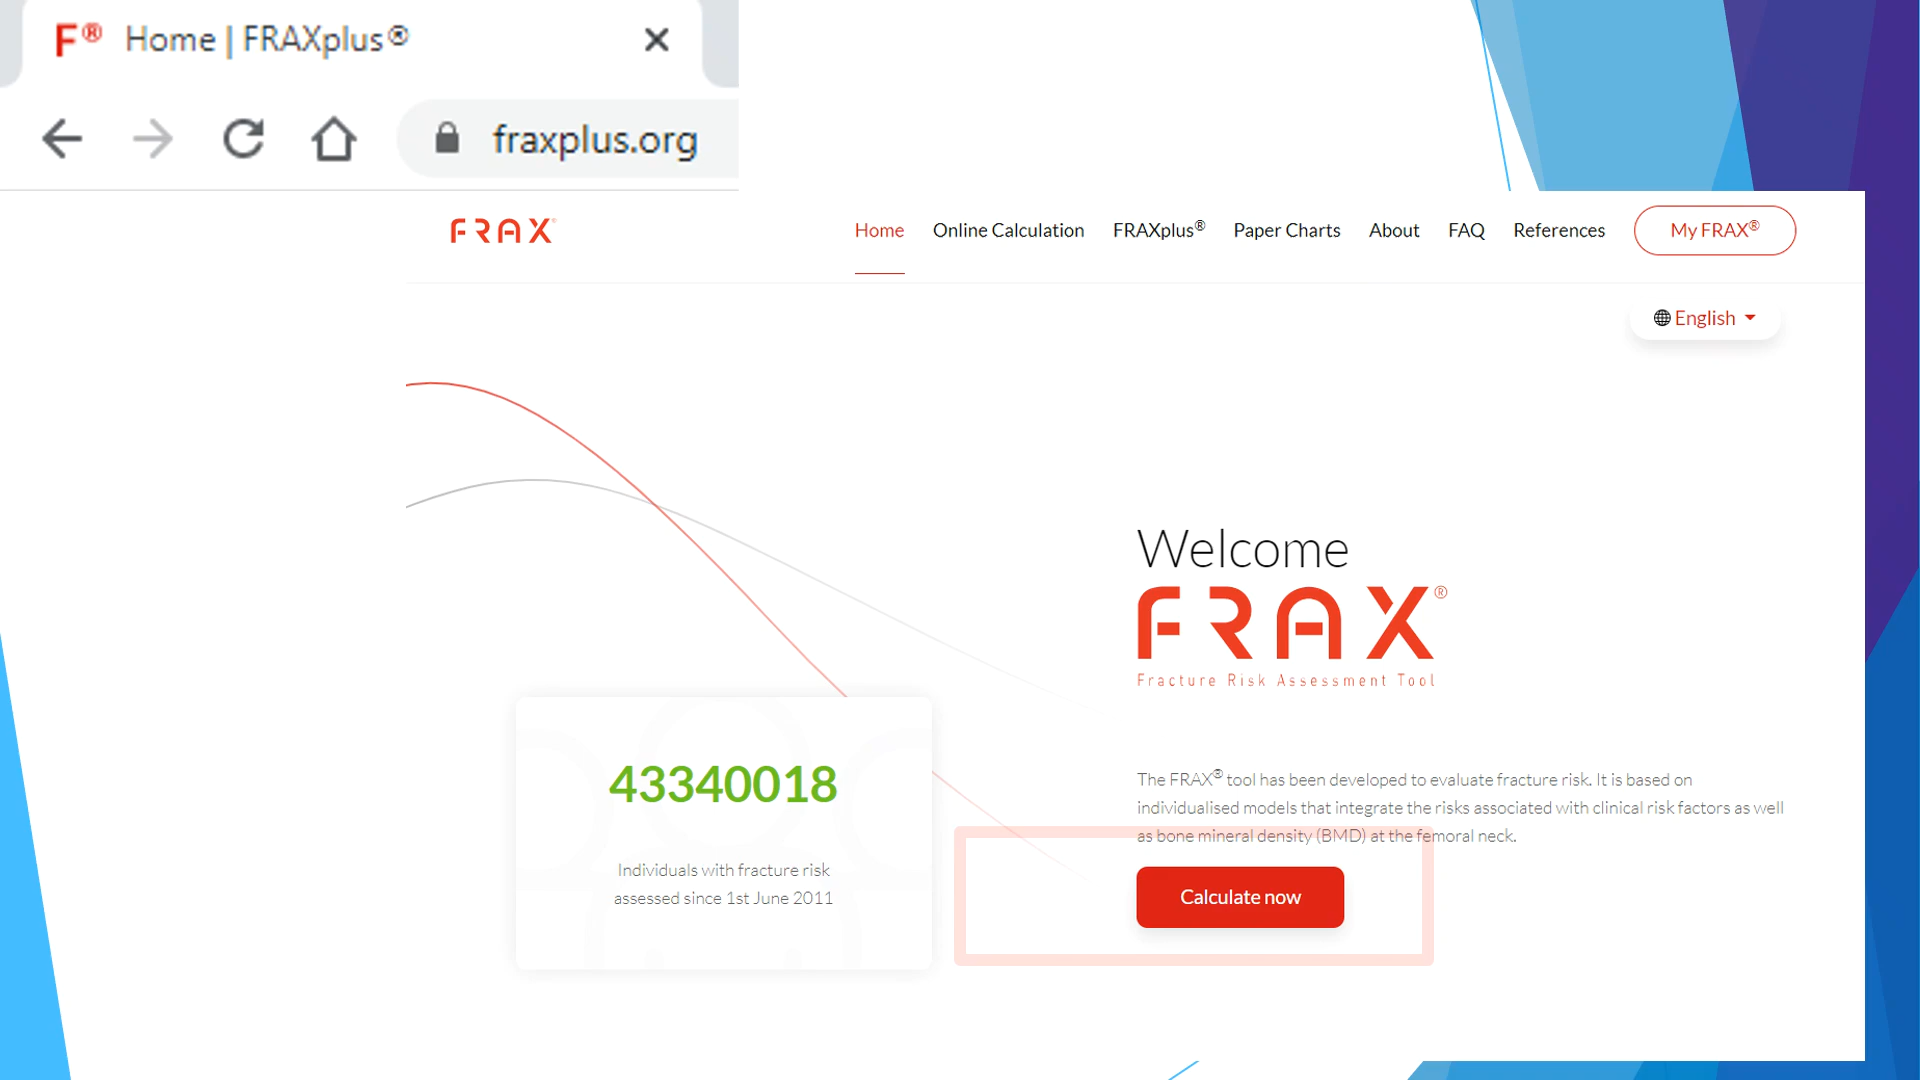 F® Home | FRAXplus®
fraxplus.org
FRAX®
Home Online Calculation FRAXplus® Paper Charts About FAQ References My FRAX®
English
Welcome
FRAX®
Fracture Risk Assessment Tool
43340018
Individuals with fracture risk
assessed since 1st June 2011
The FRAX® tool has been developed to evaluate fracture risk. It is based on
individualised models that integrate the risks associated with clinical risk factors as well
as bone mineral density (BMD) at the femoral neck.
Calculate now